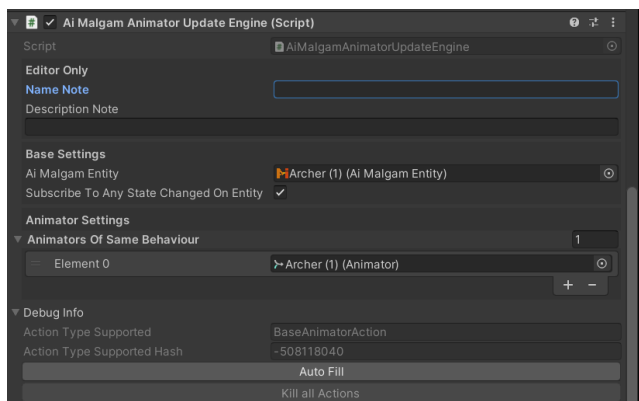 Ai Malgam Animator Update Engine (Script)
Script AiMalgamAnimatorUpdateEngine
Editor Only
Name Note
Description Note
Base Settings
Ai Malgam Entity Archer (1) (Ai Malgam Entity)
Subscribe To Any State Changed On Entity
Animator Settings
Animators Of Same Behaviour 1
Element 0 Archer (1) (Animator)
+ −
Debug Info
Action Type Supported BaseAnimatorAction
Action Type Supported Hash -508118040
Auto Fill
Kill all Actions